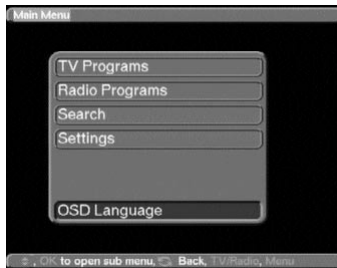 Main Menu
TV Programs
Radio Programs
Search
Settings
OSD Language
, OK to open sub menu, Back, TV/Radio, Menu